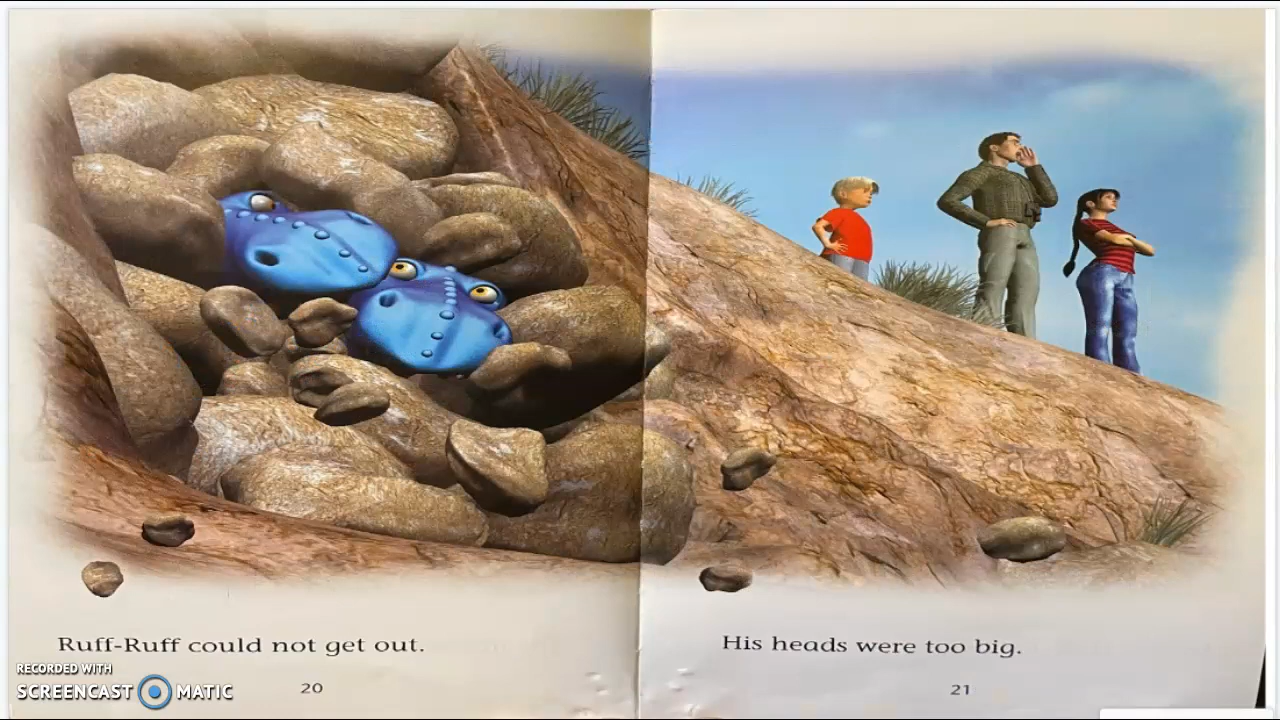 Ruff-Ruff could not get out.
20
His heads were too big.
21
RECORDED WITH
SCREENCAST MATIC